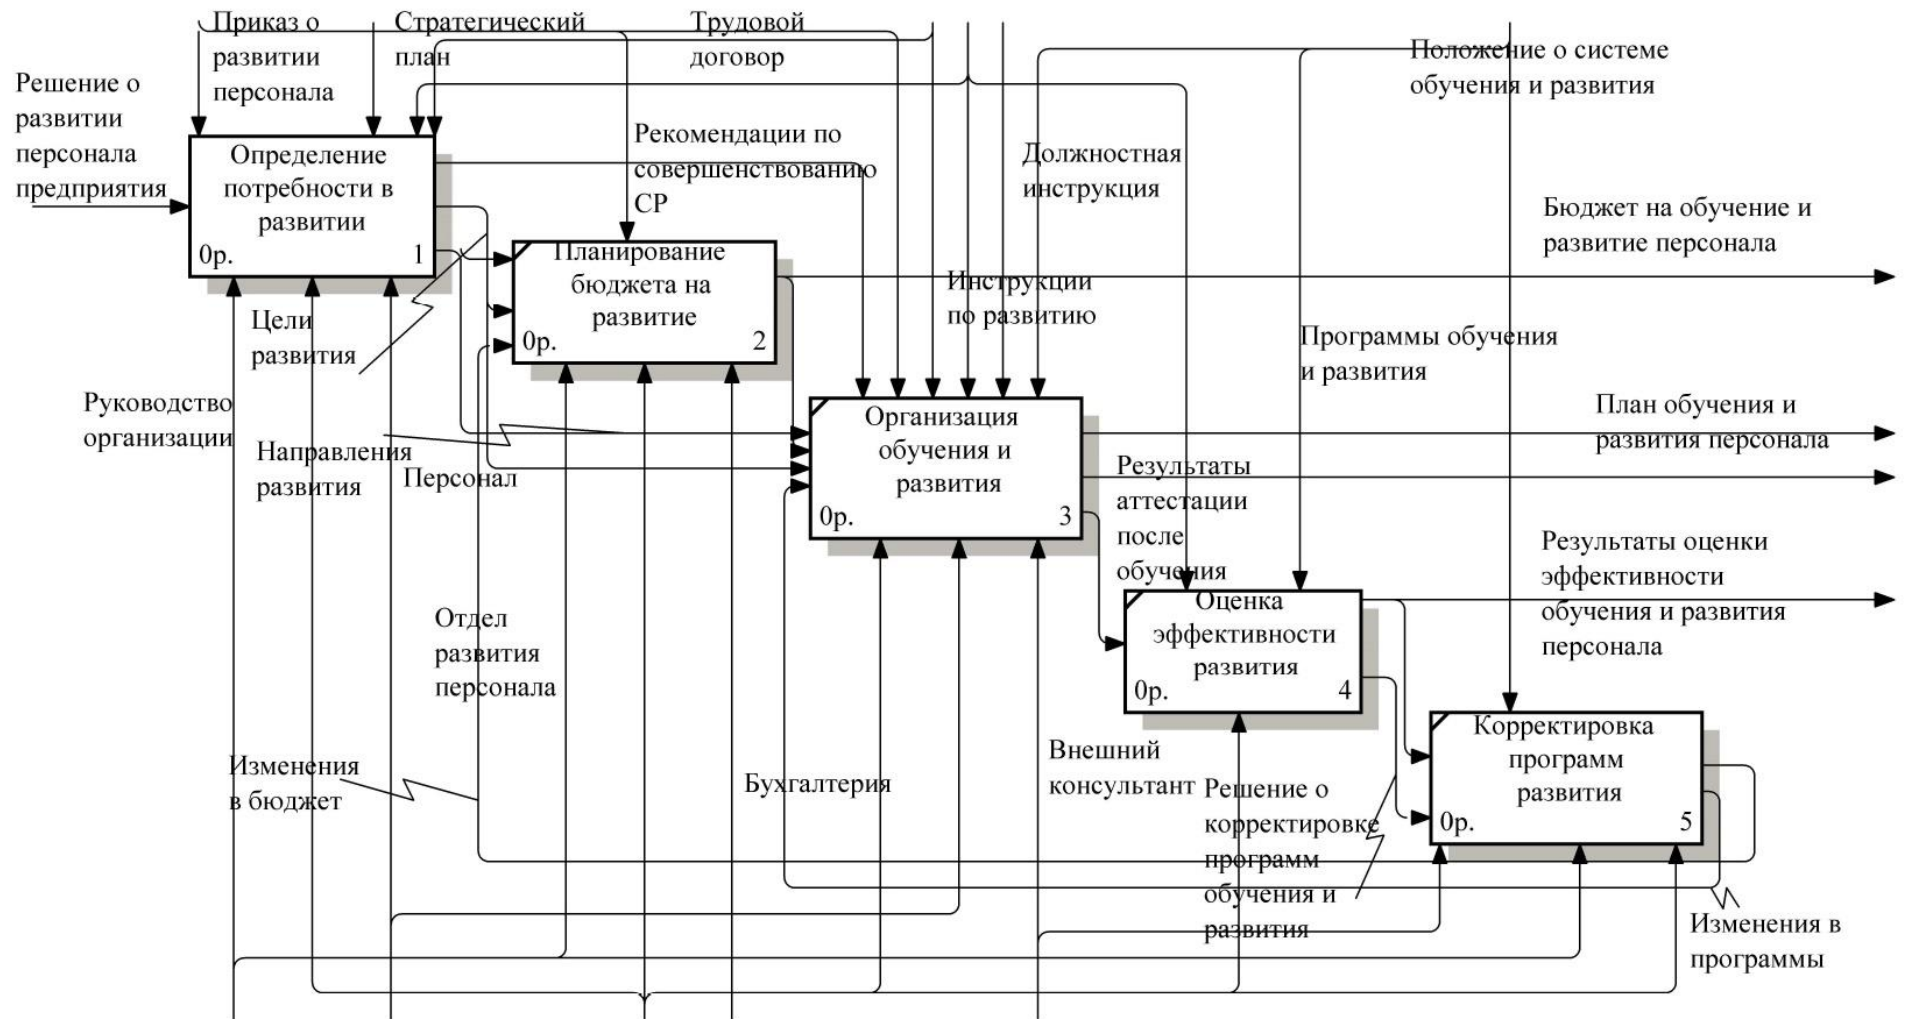 Приказ о
развитии
персонала
Стратегический
план
Трудовой
договор
Положение о системе
обучения и развития
Решение о
развитии
персонала
предприятия
Рекомендации по
совершенствованию
СР
Должностная
инструкция
Определение
потребности в
развитии
0р. 1
Бюджет на обучение и
развитие персонала
Планирование
бюджета на
развитие
0р. 2
Инструкции
по развитию
Цели
развития
Программы обучения
и развития
Руководство
организации
План обучения и
развития персонала
Организация
обучения и
развития
0р. 3
Направления
развития
Персонал
Результаты
аттестации
после
обучения
Результаты оценки
эффективности
обучения и развития
персонала
Оценка
эффективности
развития
0р. 4
Отдел
развития
персонала
Корректировка
программ
развития
0р. 5
Изменения
в бюджет
Бухгалтерия
Внешний
консультант
Решение о
корректировке
программ
обучения и
развития
Изменения в
программы